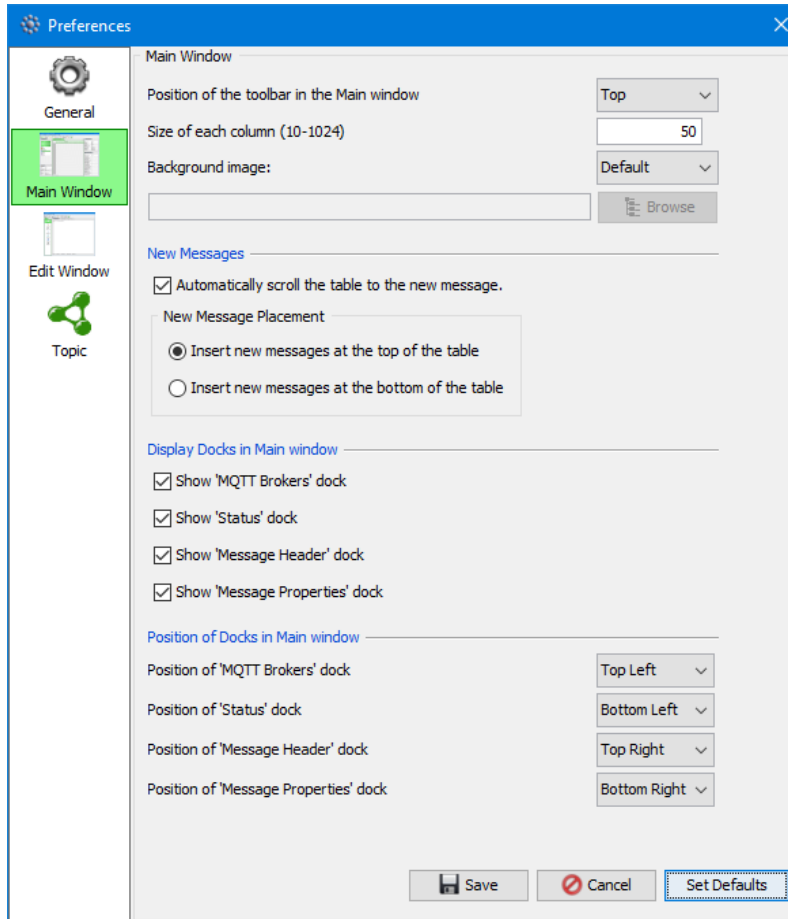 Preferences
General
Main Window
Edit Window
Topic
Main Window
Position of the toolbar in the Main window Top
Size of each column (10-1024) 50
Background image: Default
Browse
New Messages
Automatically scroll the table to the new message.
New Message Placement
Insert new messages at the top of the table
Insert new messages at the bottom of the table
Display Docks in Main window
Show 'MQTT Brokers' dock
Show 'Status' dock
Show 'Message Header' dock
Show 'Message Properties' dock
Position of Docks in Main window
Position of 'MQTT Brokers' dock Top Left
Position of 'Status' dock Bottom Left
Position of 'Message Header' dock Top Right
Position of 'Message Properties' dock Bottom Right
Save Cancel Set Defaults